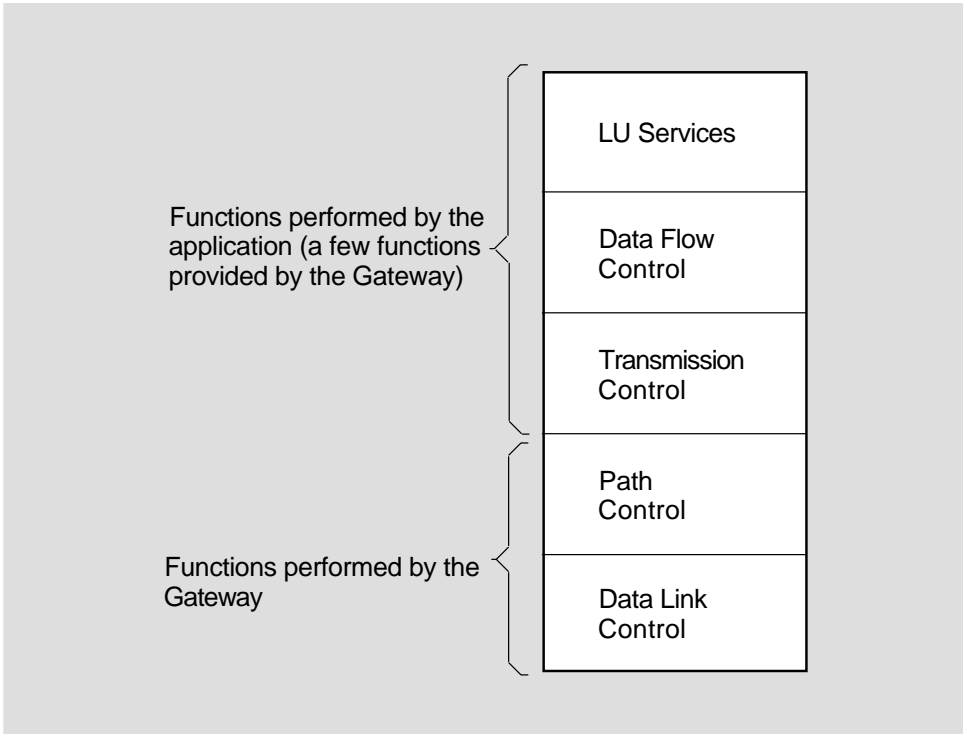 LU Services
Functions performed by the
application (a few functions
provided by the Gateway)
Data Flow
Control
Transmission
Control
Path
Control
Functions performed by the
Gateway
Data Link
Control